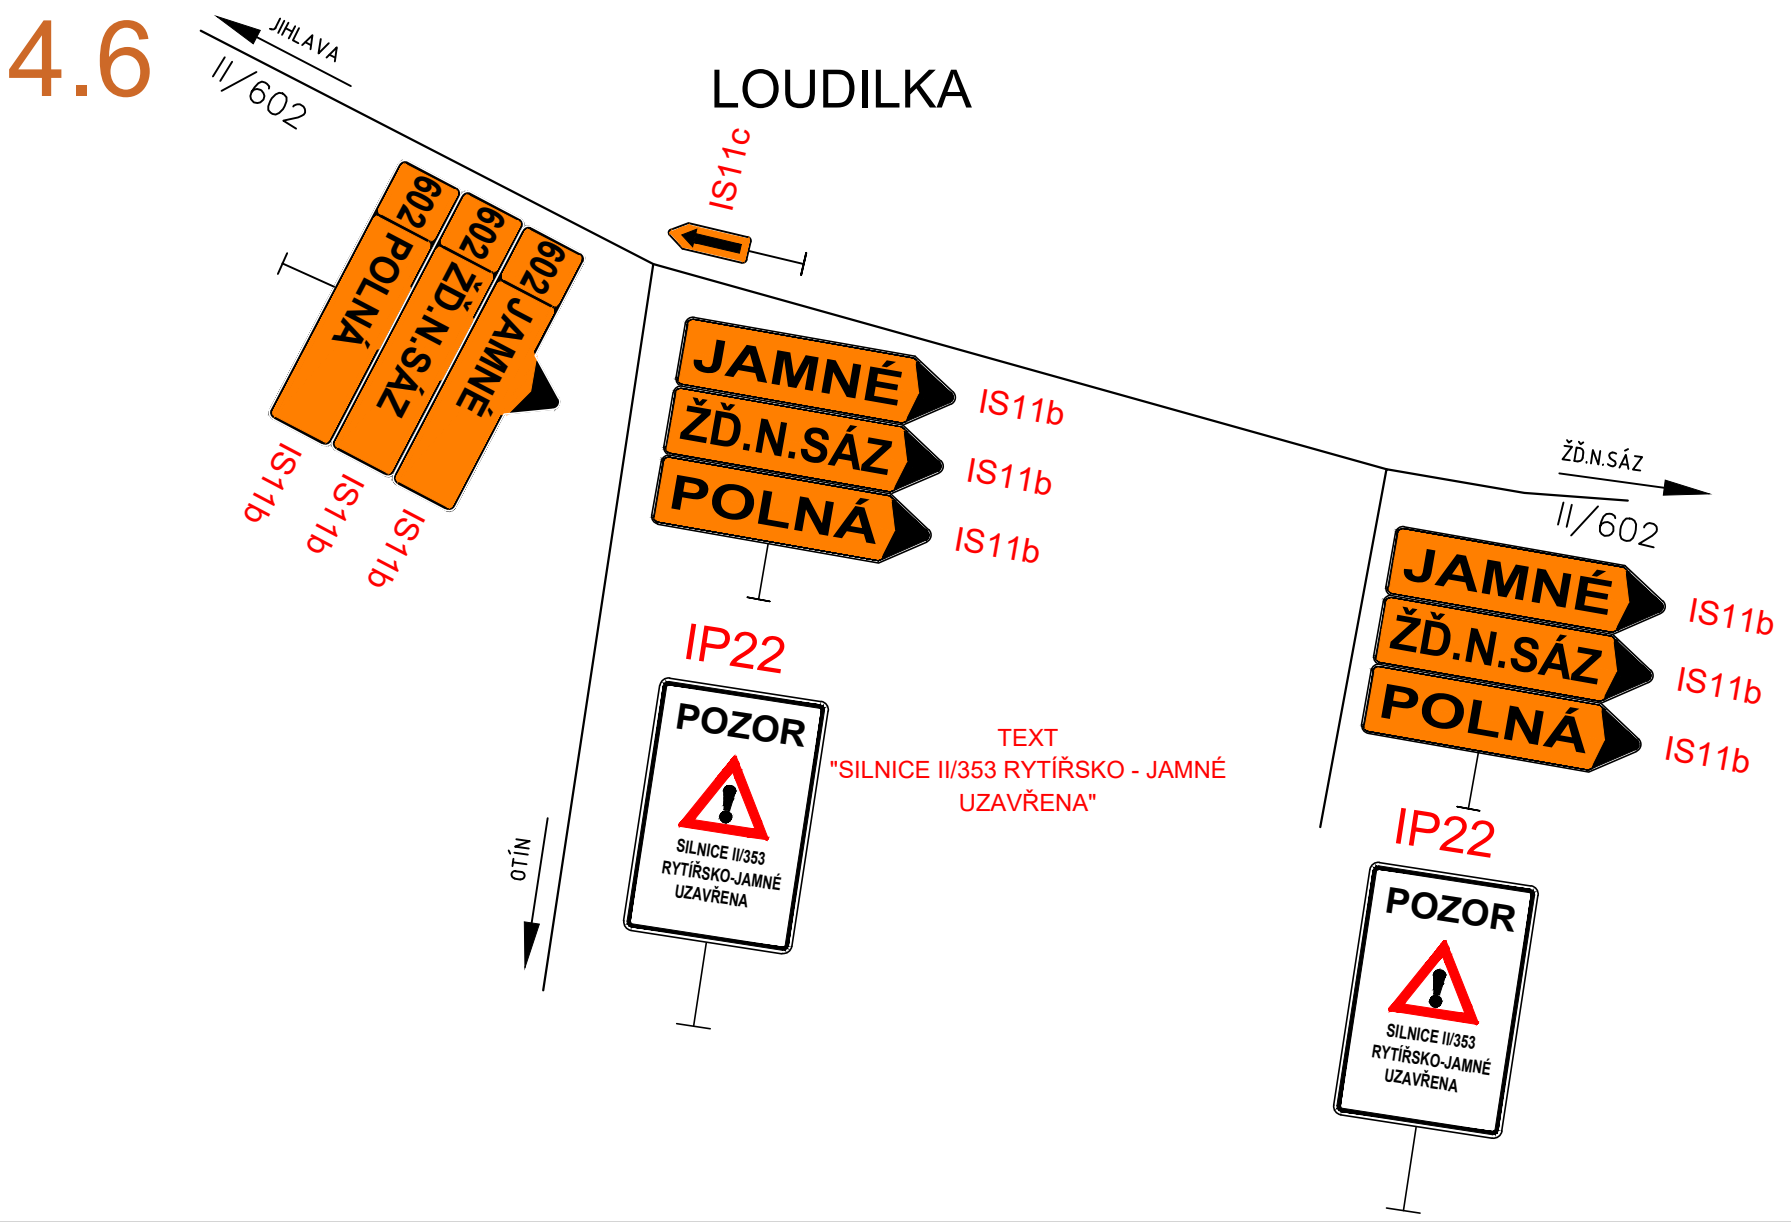 4.6
JIHLAVA
II/602
LOUDILKA
IS11c
602 POLNÁ
602 ŽĎ.N.SÁZ
602 JAMNÉ
IS11b
IS11b
IS11b
JAMNÉ
IS11b
ŽĎ.N.SÁZ
IS11b
POLNÁ
IS11b
IP22
POZOR
SILNICE II/353
RYTÍŘSKO-JAMNÉ
UZAVŘENA
TEXT
"SILNICE II/353 RYTÍŘSKO - JAMNÉ
UZAVŘENA"
OTÍN
ŽĎ.N.SÁZ
II/602
JAMNÉ
IS11b
ŽĎ.N.SÁZ
IS11b
POLNÁ
IS11b
IP22
POZOR
SILNICE II/353
RYTÍŘSKO-JAMNÉ
UZAVŘENA